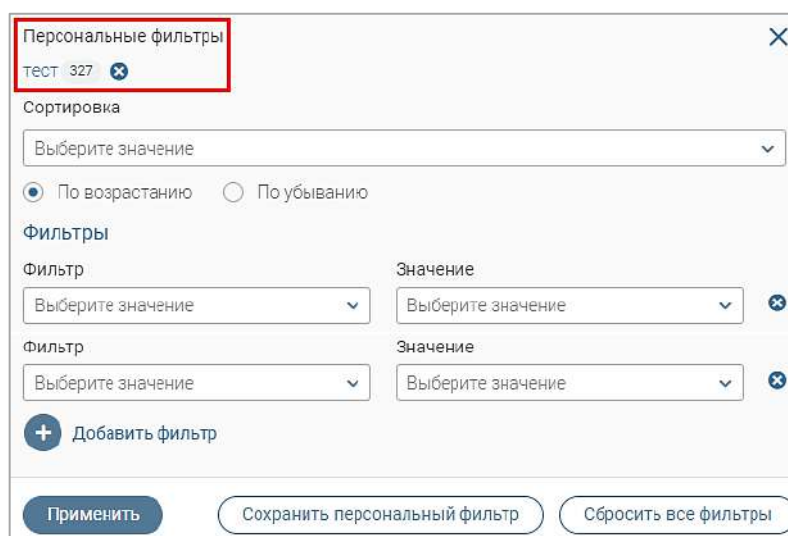 Персональные фильтры
тест 327
Сортировка
Выберите значение
По возрастанию По убыванию
Фильтры
Фильтр Значение
Выберите значение Выберите значение
Фильтр Значение
Выберите значение Выберите значение
Добавить фильтр
Применить Сохранить персональный фильтр Сбросить все фильтры